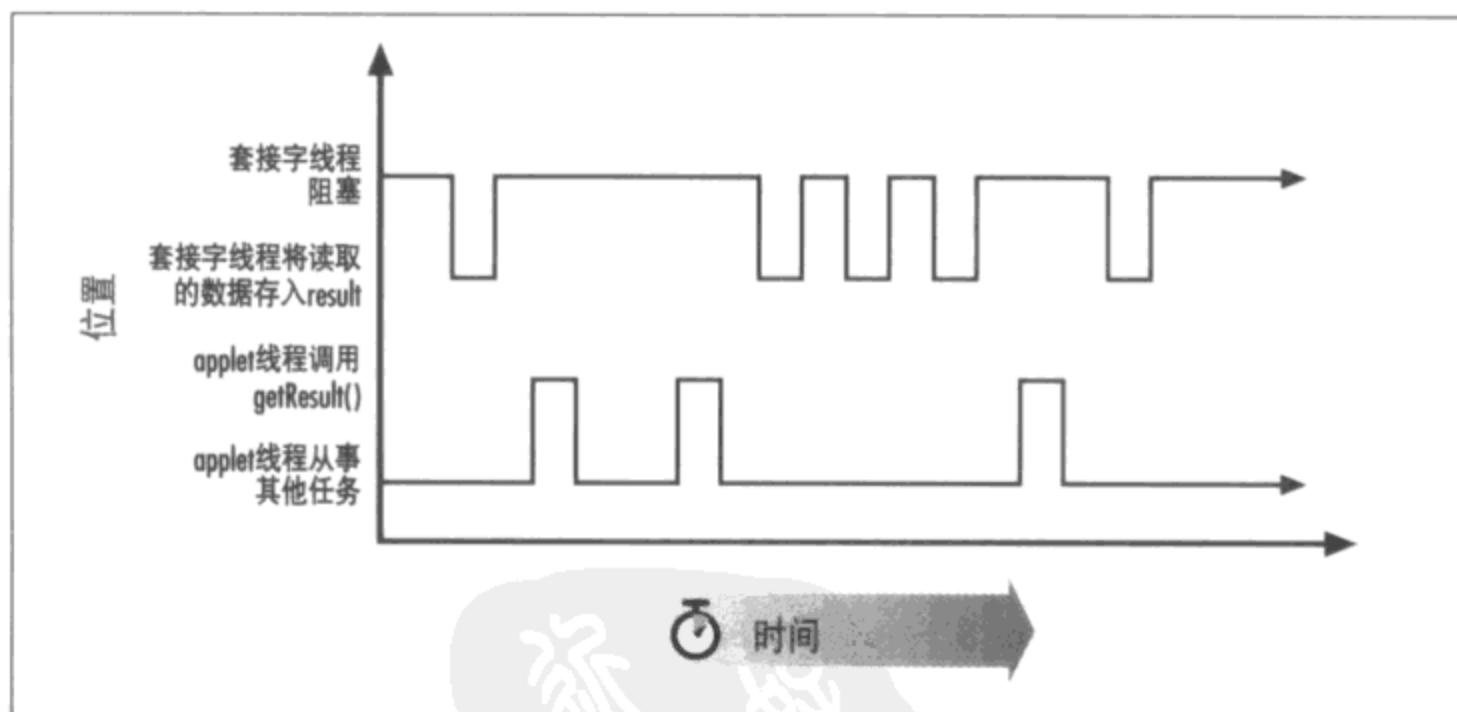 套接字线程
阻塞
套接字线程将读取
的数据存入result
位置
applet线程调用
getResult()
applet线程从事
其他任务
时间